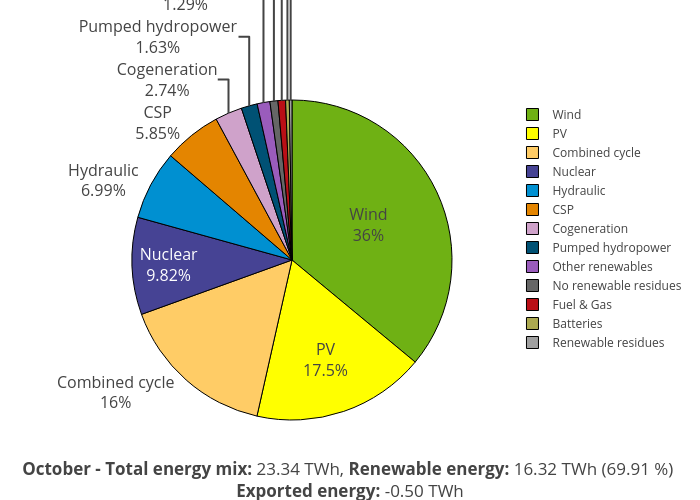 1.29%
Pumped hydropower
1.63%
Cogeneration
2.74%
CSP
5.85%
Hydraulic
6.99%
Nuclear
9.82%
Combined cycle
16%
PV
17.5%
Wind
36%
Wind
PV
Combined cycle
Nuclear
Hydraulic
CSP
Cogeneration
Pumped hydropower
Other renewables
No renewable residues
Fuel & Gas
Batteries
Renewable residues
October - Total energy mix: 23.34 TWh, Renewable energy: 16.32 TWh (69.91 %)
Exported energy: -0.50 TWh